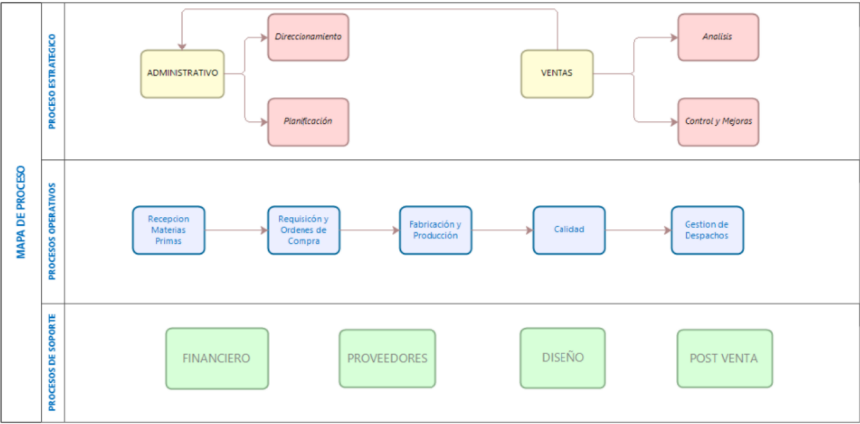 MAPA DE PROCESO
PROCESO ESTRATEGICO
ADMINISTRATIVO
Direccionamiento
Planificación
VENTAS
Analisis
Control y Mejoras
PROCESOS OPERATIVOS
Recepcion
Materias
Primas
Requisicón y
Ordenes de
Compra
Fabricación y
Producción
Calidad
Gestion de
Despachos
PROCESOS DE SOPORTE
FINANCIERO
PROVEEDORES
DISEÑO
POST VENTA